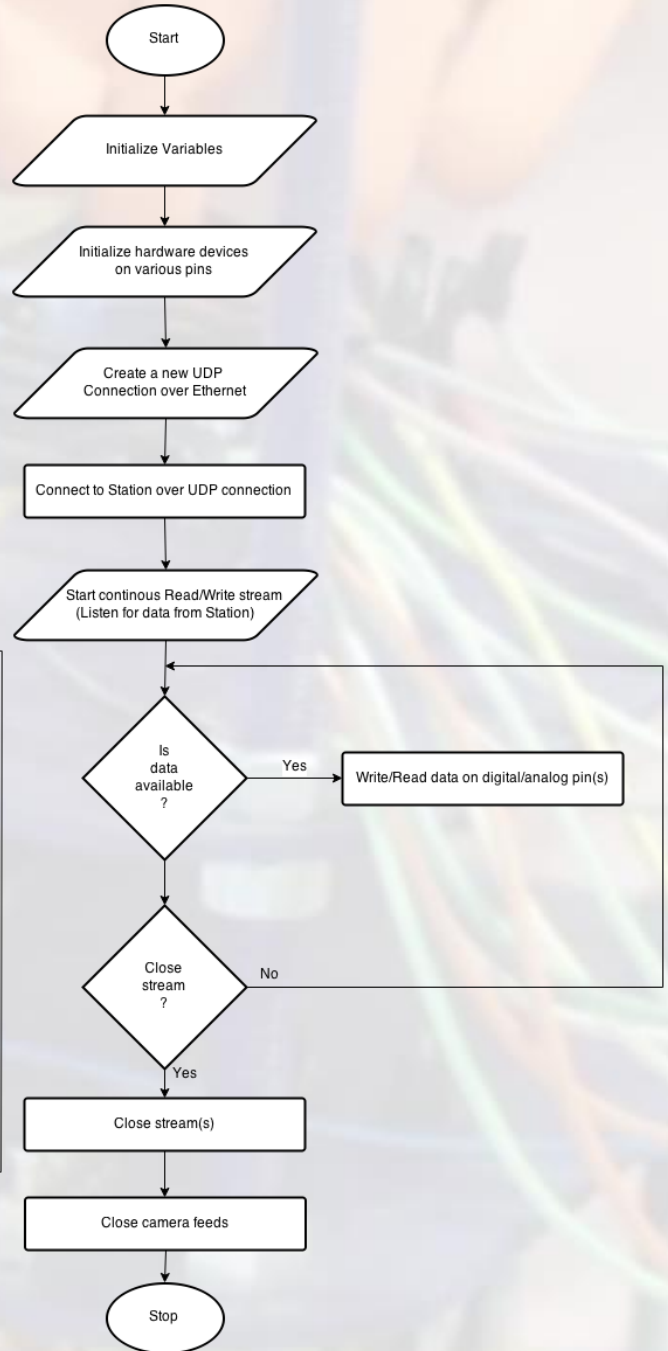 Start
Initialize Variables
Initialize hardware devices
on various pins
Create a new UDP
Connection over Ethernet
Connect to Station over UDP connection
Start continous Read/Write stream
(Listen for data from Station)
Is
data
available
?
Yes
Write/Read data on digital/analog pin(s)
Close
stream
?
No
Yes
Close stream(s)
Close camera feeds
Stop